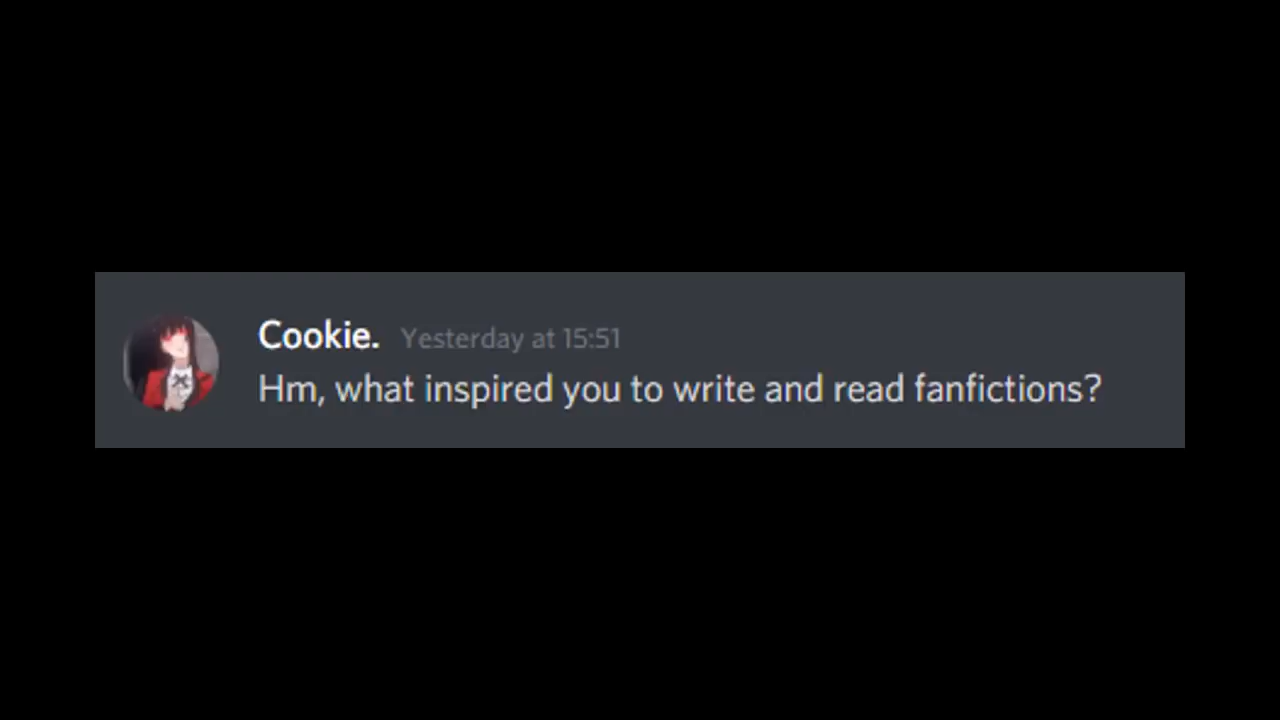 Cookie. Yesterday at 15:51
Hm, what inspired you to write and read fanfictions?